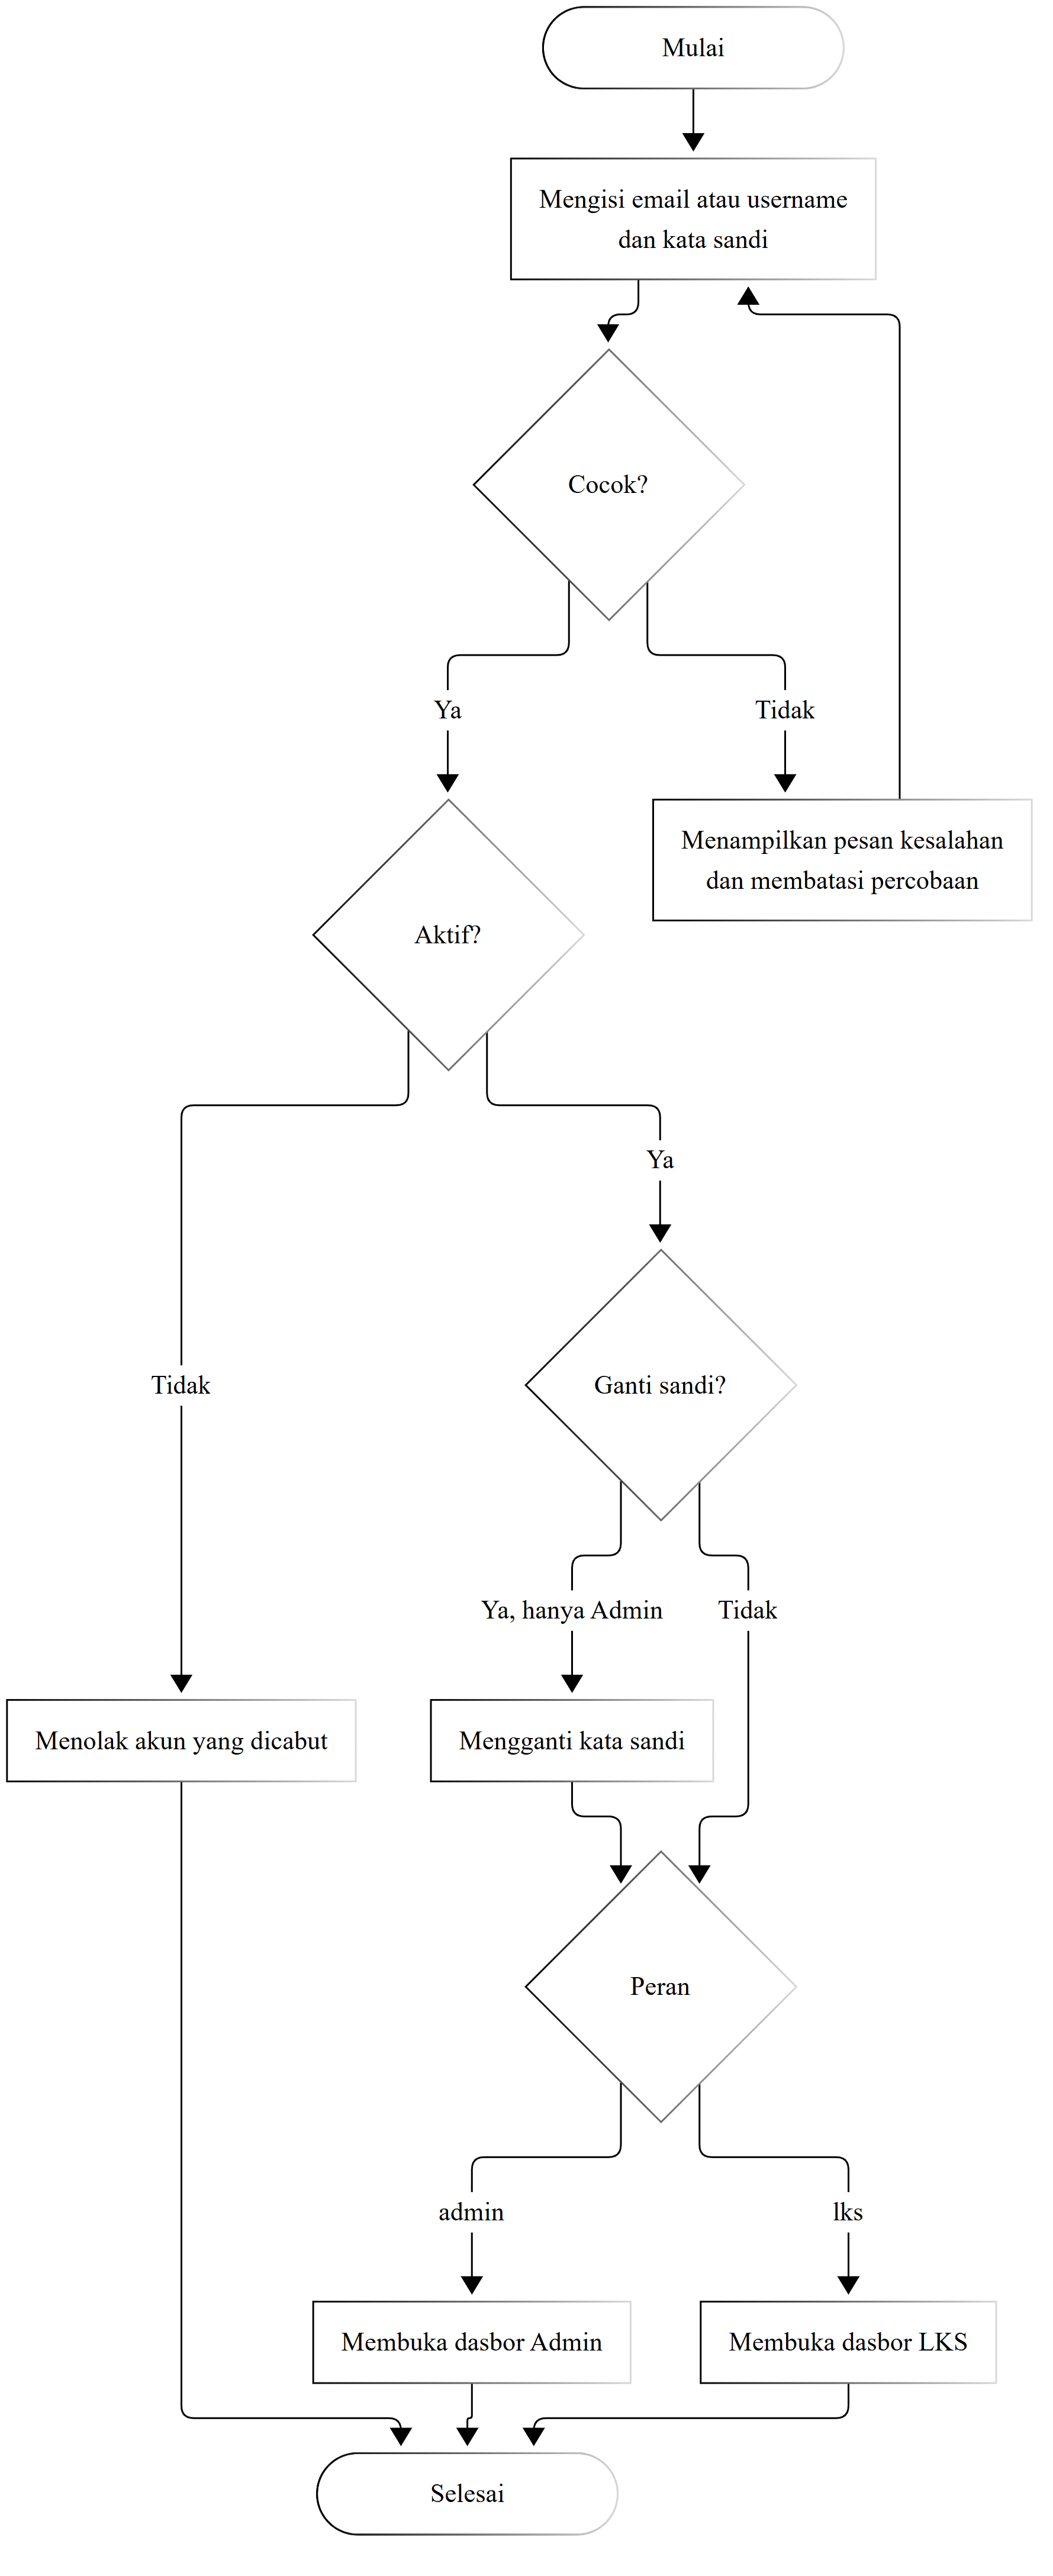 Mulai
Mengisi email atau username
dan kata sandi
Cocok?
Ya
Tidak
Menampilkan pesan kesalahan
dan membatasi percobaan
Aktif?
Ya
Tidak
Ganti sandi?
Ya, hanya Admin
Tidak
Menolak akun yang dicabut
Mengganti kata sandi
Peran
admin
lks
Membuka dasbor Admin
Membuka dasbor LKS
Selesai